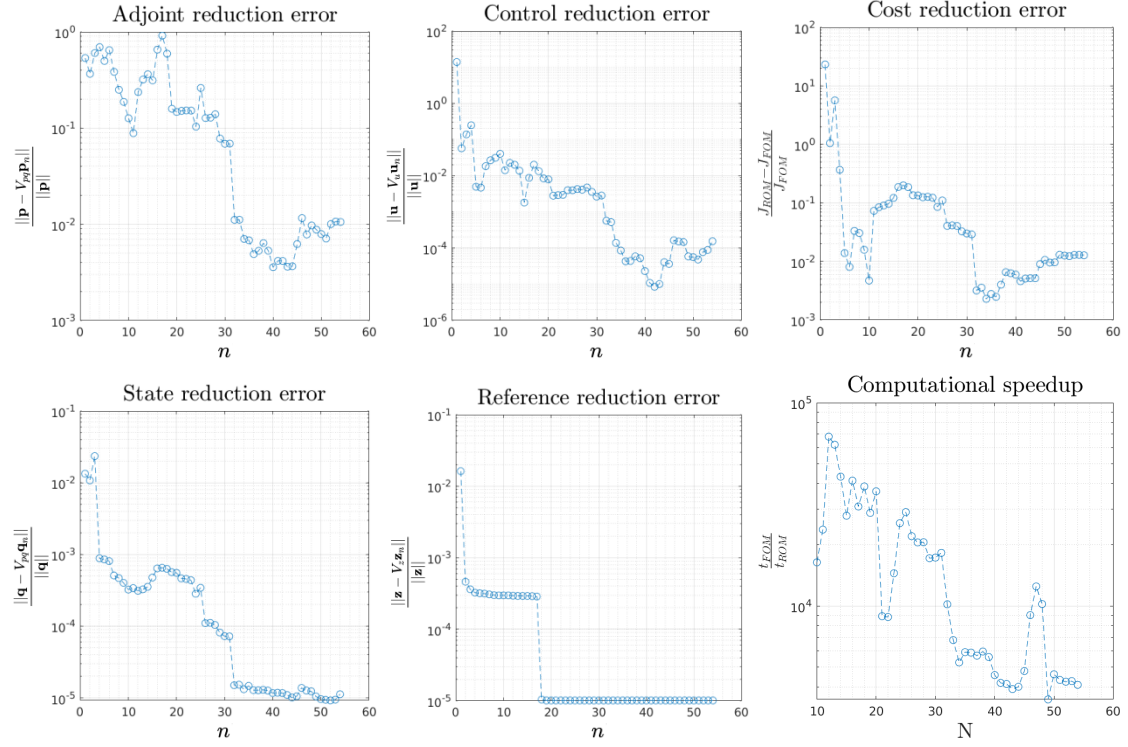 Adjoint reduction error
10^0
10^-1
10^-2
10^-3
0 10 20 30 40 50 60
||p − V_pq p_n||
||p||
n
Control reduction error
10^2
10^0
10^-2
10^-4
10^-6
0 10 20 30 40 50 60
||u − V_u u_n||
||u||
n
Cost reduction error
10^2
10^1
10^0
10^-1
10^-2
10^-3
0 10 20 30 40 50 60
J_ROM − J_FOM
J_FOM
n
State reduction error
10^-1
10^-2
10^-3
10^-4
10^-5
0 10 20 30 40 50 60
||q − V_pq q_n||
||q||
n
Reference reduction error
10^-1
10^-2
10^-3
10^-4
10^-5
0 10 20 30 40 50 60
||z − V_z z_n||
||z||
n
Computational speedup
10^5
10^4
10 20 30 40 50 60
t_FOM
t_ROM
N